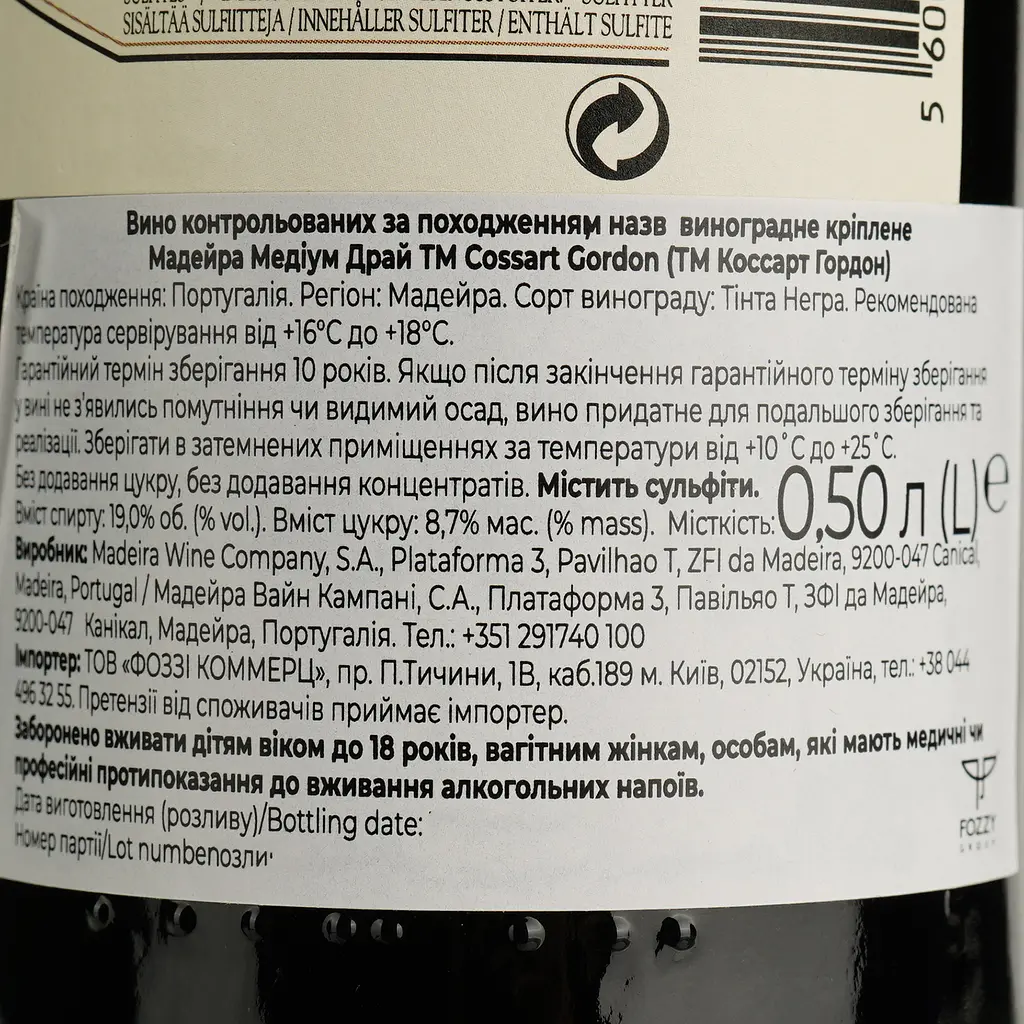 SISÄLTÄÄ SULFIITTEJA / INNEHÅLLER SULFITER / ENTHÄLT SULFITE
5 60
Вино контрольованих за походженням назв виноградне кріплене
Мадейра Медіум Драй ТМ Cossart Gordon (ТМ Коссарт Гордон)
Країна походження: Португалія. Регіон: Мадейра. Сорт винограду: Тінта Негра. Рекомендована
температура сервірування від +16°C до +18°C.
Гарантійний термін зберігання 10 років. Якщо після закінчення гарантійного терміну зберігання
у вині не з'явились помутніння чи видимий осад, вино придатне для подальшого зберігання та
реалізації. Зберігати в затемнених приміщеннях за температури від +10˚C до +25˚C.
Без додавання цукру, без додавання концентратів. Містить сульфіти.
Вміст спирту: 19,0% об. (% vol.). Вміст цукру: 8,7% мас. (% mass). Місткість: 0,50 л (L) e
Виробник: Madeira Wine Company, S.A., Plataforma 3, Pavilhao T, ZFI da Madeira, 9200-047 Canical,
Madeira, Portugal / Мадейра Вайн Кампані, С.А., Платаформа 3, Павільяо Т, ЗФІ да Мадейра,
9200-047 Канікал, Мадейра, Португалія. Тел.: +351 291740 100
Імпортер: ТОВ «ФОЗЗІ КОММЕРЦ», пр. П.Тичини, 1В, каб.189 м. Київ, 02152, Україна, тел.: +38 044
496 32 55. Претензії від споживачів приймає імпортер.
Заборонено вживати дітям віком до 18 років, вагітним жінкам, особам, які мають медичні чи
професійні протипоказання до вживання алкогольних напоїв.
Дата виготовлення (розливу)/Bottling date:
Номер партії/Lot numbенозли
FOZZY
GROUP